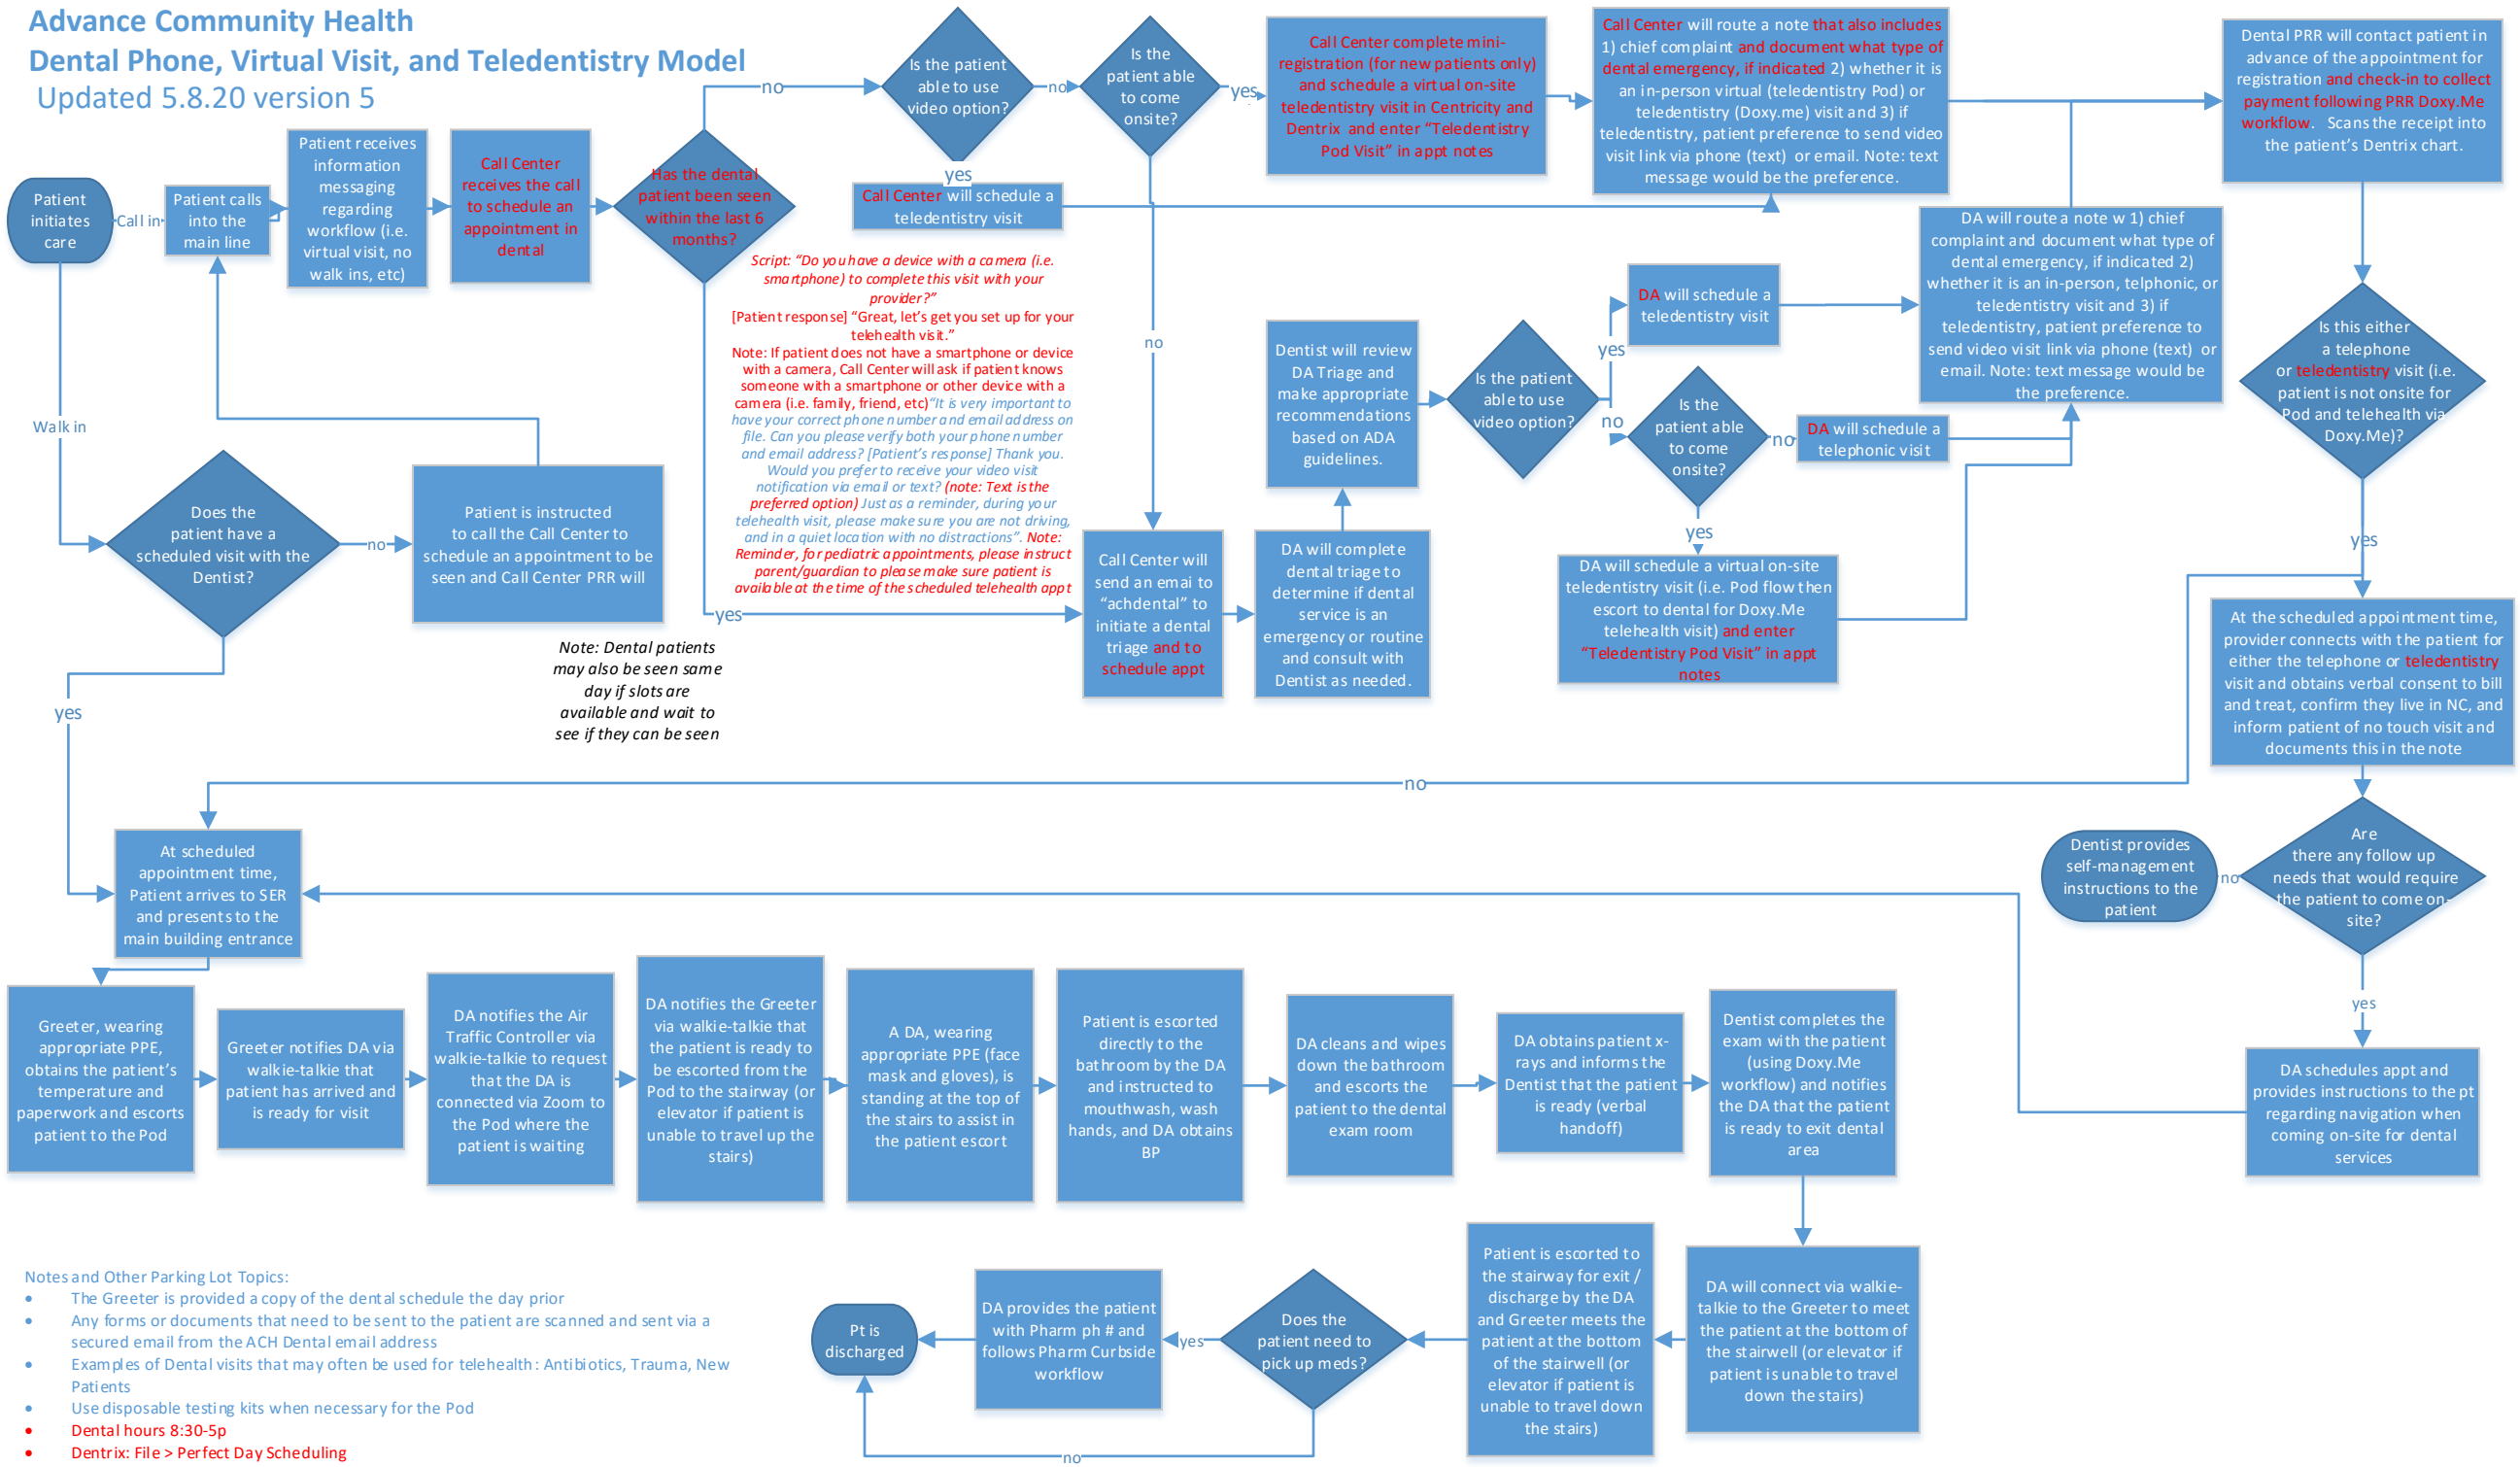 Advance Community Health
Dental Phone, Virtual Visit, and Teledentistry Model
Updated 5.8.20 version 5
Patient
initiates
care
Call in
Patient calls
into the
main line
Patient receives
information
messaging
regarding
workflow (i.e.
virtual visit, no
walk ins, etc)
Call Center
receives the call
to schedule an
appointment in
dental
Has the dental
patient been seen
within the last 6
months?
no
Is the patient
able to use
video option?
no
Is the
patient able
to come
onsite?
yes
Call Center complete mini-
registration (for new patients only)
and schedule a virtual on-site
teledentistry visit in Centricity and
Dentrix and enter “Teledentistry
Pod Visit” in appt notes
Call Center will route a note that also includes
1) chief complaint and document what type of
dental emergency, if indicated 2) whether it is
an in-person virtual (teledentistry Pod) or
teledentistry (Doxy.me) visit and 3) if
teledentistry, patient preference to send video
visit link via phone (text) or email. Note: text
message would be the preference.
Dental PRR will contact patient in
advance of the appointment for
registration and check-in to collect
payment following PRR Doxy.Me
workflow. Scans the receipt into
the patient’s Dentrix chart.
yes
Call Center will schedule a
teledentistry visit
Script: “Do you have a device with a camera (i.e.
smartphone) to complete this visit with your
provider?”
[Patient response] “Great, let’s get you set up for your
telehealth visit.”
Note: If patient does not have a smartphone or device
with a camera, Call Center will ask if patient knows
someone with a smartphone or other device with a
camera (i.e. family, friend, etc)“It is very important to
have your correct phone number and email address on
file. Can you please verify both your phone number
and email address? [Patient’s response] Thank you.
Would you prefer to receive your video visit
notification via email or text? (note: Text is the
preferred option) Just as a reminder, during your
telehealth visit, please make sure you are not driving,
and in a quiet location with no distractions”. Note:
Reminder, for pediatric appointments, please instruct
parent/guardian to please make sure patient is
available at the time of the scheduled telehealth appt
yes
no
Call Center will
send an emai to
“achdental” to
initiate a dental
triage and to
schedule appt
DA will complete
dental triage to
determine if dental
service is an
emergency or routine
and consult with
Dentist as needed.
Dentist will review
DA Triage and
make appropriate
recommendations
based on ADA
guidelines.
Is the patient
able to use
video option?
yes
no
DA will schedule a
teledentistry visit
Is the
patient able
to come
onsite?
no
DA will schedule a
telephonic visit
yes
DA will schedule a virtual on-site
teledentistry visit (i.e. Pod flow then
escort to dental for Doxy.Me
telehealth visit) and enter
“Teledentistry Pod Visit” in appt
notes
DA will route a note w 1) chief
complaint and document what type of
dental emergency, if indicated 2)
whether it is an in-person, telphonic, or
teledentistry visit and 3) if
teledentistry, patient preference to
send video visit link via phone (text) or
email. Note: text message would be
the preference.
Is this either
a telephone
or teledentistry visit (i.e.
patient is not onsite for
Pod and telehealth via
Doxy.Me)?
yes
no
At the scheduled appointment time,
provider connects with the patient for
either the telephone or teledentistry
visit and obtains verbal consent to bill
and treat, confirm they live in NC, and
inform patient of no touch visit and
documents this in the note
Are
there any follow up
needs that would require
the patient to come on-
site?
no
Dentist provides
self-management
instructions to the
patient
yes
DA schedules appt and
provides instructions to the pt
regarding navigation when
coming on-site for dental
services
Walk in
Does the
patient have a
scheduled visit with the
Dentist?
no
Patient is instructed
to call the Call Center to
schedule an appointment to be
seen and Call Center PRR will
yes
Note: Dental patients
may also be seen same
day if slots are
available and wait to
see if they can be seen
At scheduled
appointment time,
Patient arrives to SER
and presents to the
main building entrance
Greeter, wearing
appropriate PPE,
obtains the patient’s
temperature and
paperwork and escorts
patient to the Pod
Greeter notifies DA via
walkie-talkie that
patient has arrived and
is ready for visit
DA notifies the Air
Traffic Controller via
walkie-talkie to request
that the DA is
connected via Zoom to
the Pod where the
patient is waiting
DA notifies the Greeter
via walkie-talkie that
the patient is ready to
be escorted from the
Pod to the stairway (or
elevator if patient is
unable to travel up the
stairs)
A DA, wearing
appropriate PPE (face
mask and gloves), is
standing at the top of
the stairs to assist in
the patient escort
Patient is escorted
directly to the
bathroom by the DA
and instructed to
mouthwash, wash
hands, and DA obtains
BP
DA cleans and wipes
down the bathroom
and escorts the
patient to the dental
exam room
DA obtains patient x-
rays and informs the
Dentist that the patient
is ready (verbal
handoff)
Dentist completes the
exam with the patient
(using Doxy.Me
workflow) and notifies
the DA that the patient
is ready to exit dental
area
DA will connect via walkie-
talkie to the Greeter to meet
the patient at the bottom of
the stairwell (or elevator if
patient is unable to travel
down the stairs)
Patient is escorted to
the stairway for exit /
discharge by the DA
and Greeter meets the
patient at the bottom
of the stairwell (or
elevator if patient is
unable to travel down
the stairs)
Does the
patient need to
pick up meds?
yes
DA provides the patient
with Pharm ph # and
follows Pharm Curbside
workflow
Pt is
discharged
no
Notes and Other Parking Lot Topics:
• The Greeter is provided a copy of the dental schedule the day prior
• Any forms or documents that need to be sent to the patient are scanned and sent via a
secured email from the ACH Dental email address
• Examples of Dental visits that may often be used for telehealth: Antibiotics, Trauma, New
Patients
• Use disposable testing kits when necessary for the Pod
• Dental hours 8:30-5p
• Dentrix: File > Perfect Day Scheduling